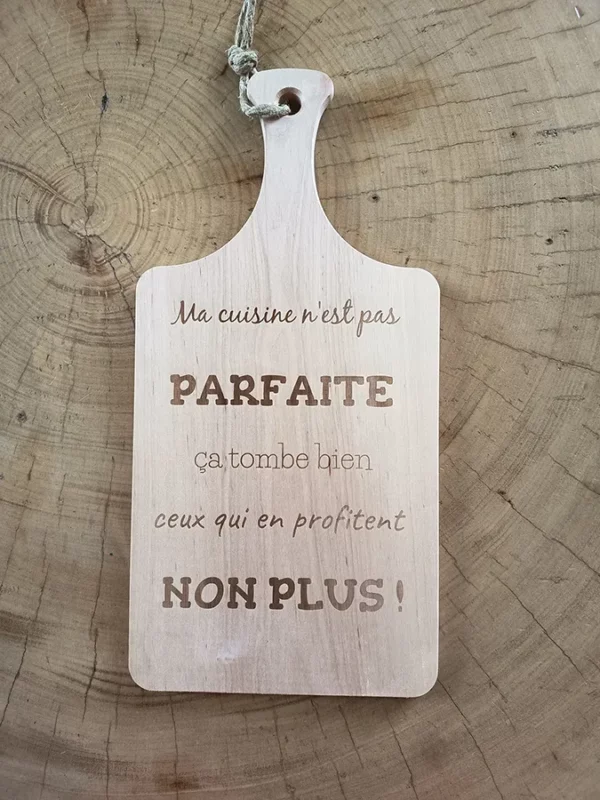 Ma cuisine n'est pas
PARFAITE
ça tombe bien
ceux qui en profitent
NON PLUS !